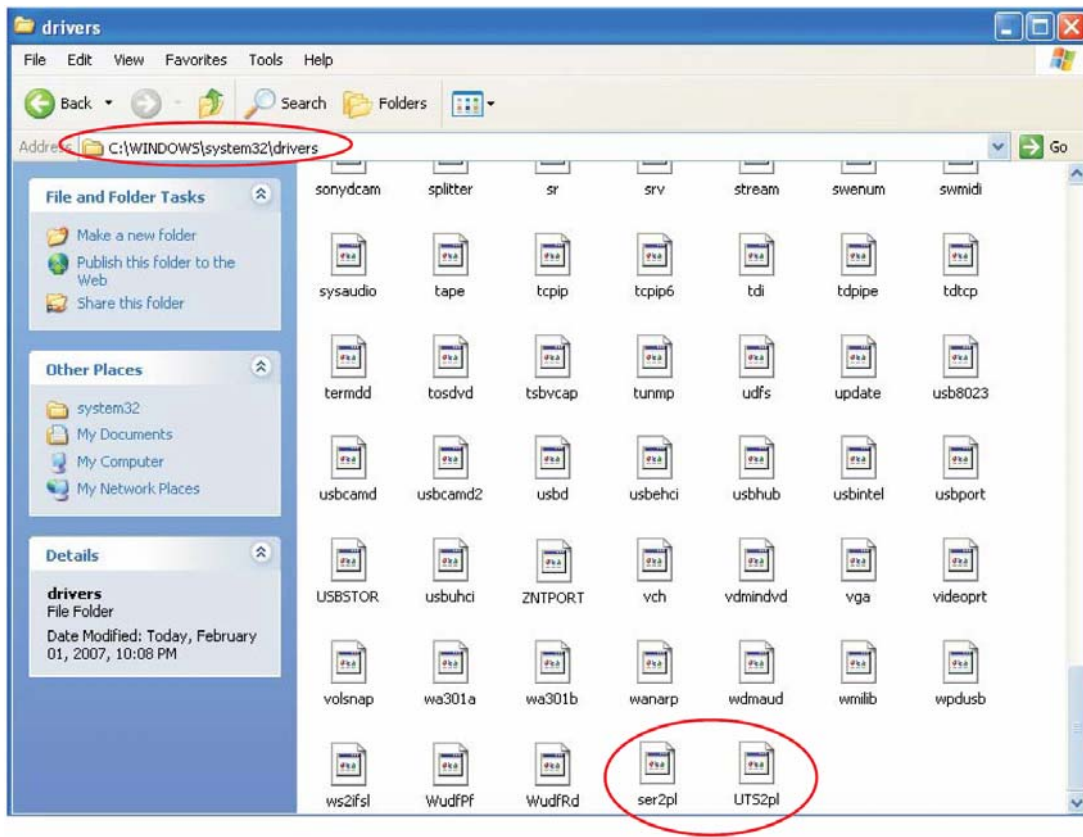 drivers
File Edit View Favorites Tools Help
Back Search Folders
Address C:\WINDOWS\system32\drivers Go
File and Folder Tasks
Make a new folder
Publish this folder to the
Web
Share this folder
Other Places
system32
My Documents
My Computer
My Network Places
Details
drivers
File Folder
Date Modified: Today, February
01, 2007, 10:08 PM
sonydcam splitter sr srv stream swenum swmidi
sysaudio tape tcpip tcpip6 tdi tdpipe tdtcp
termdd tosdvd tsbvcap tunmp udfs update usb8023
usbcamd usbcamd2 usbd usbehci usbhub usbintel usbport
USBSTOR usbuhci ZNTPORT vch vdmindvd vga videoprt
volsnap wa301a wa301b wanarp wdmaud wmilib wpdusb
ws2ifsl WudfPf WudfRd ser2pl UTS2pl